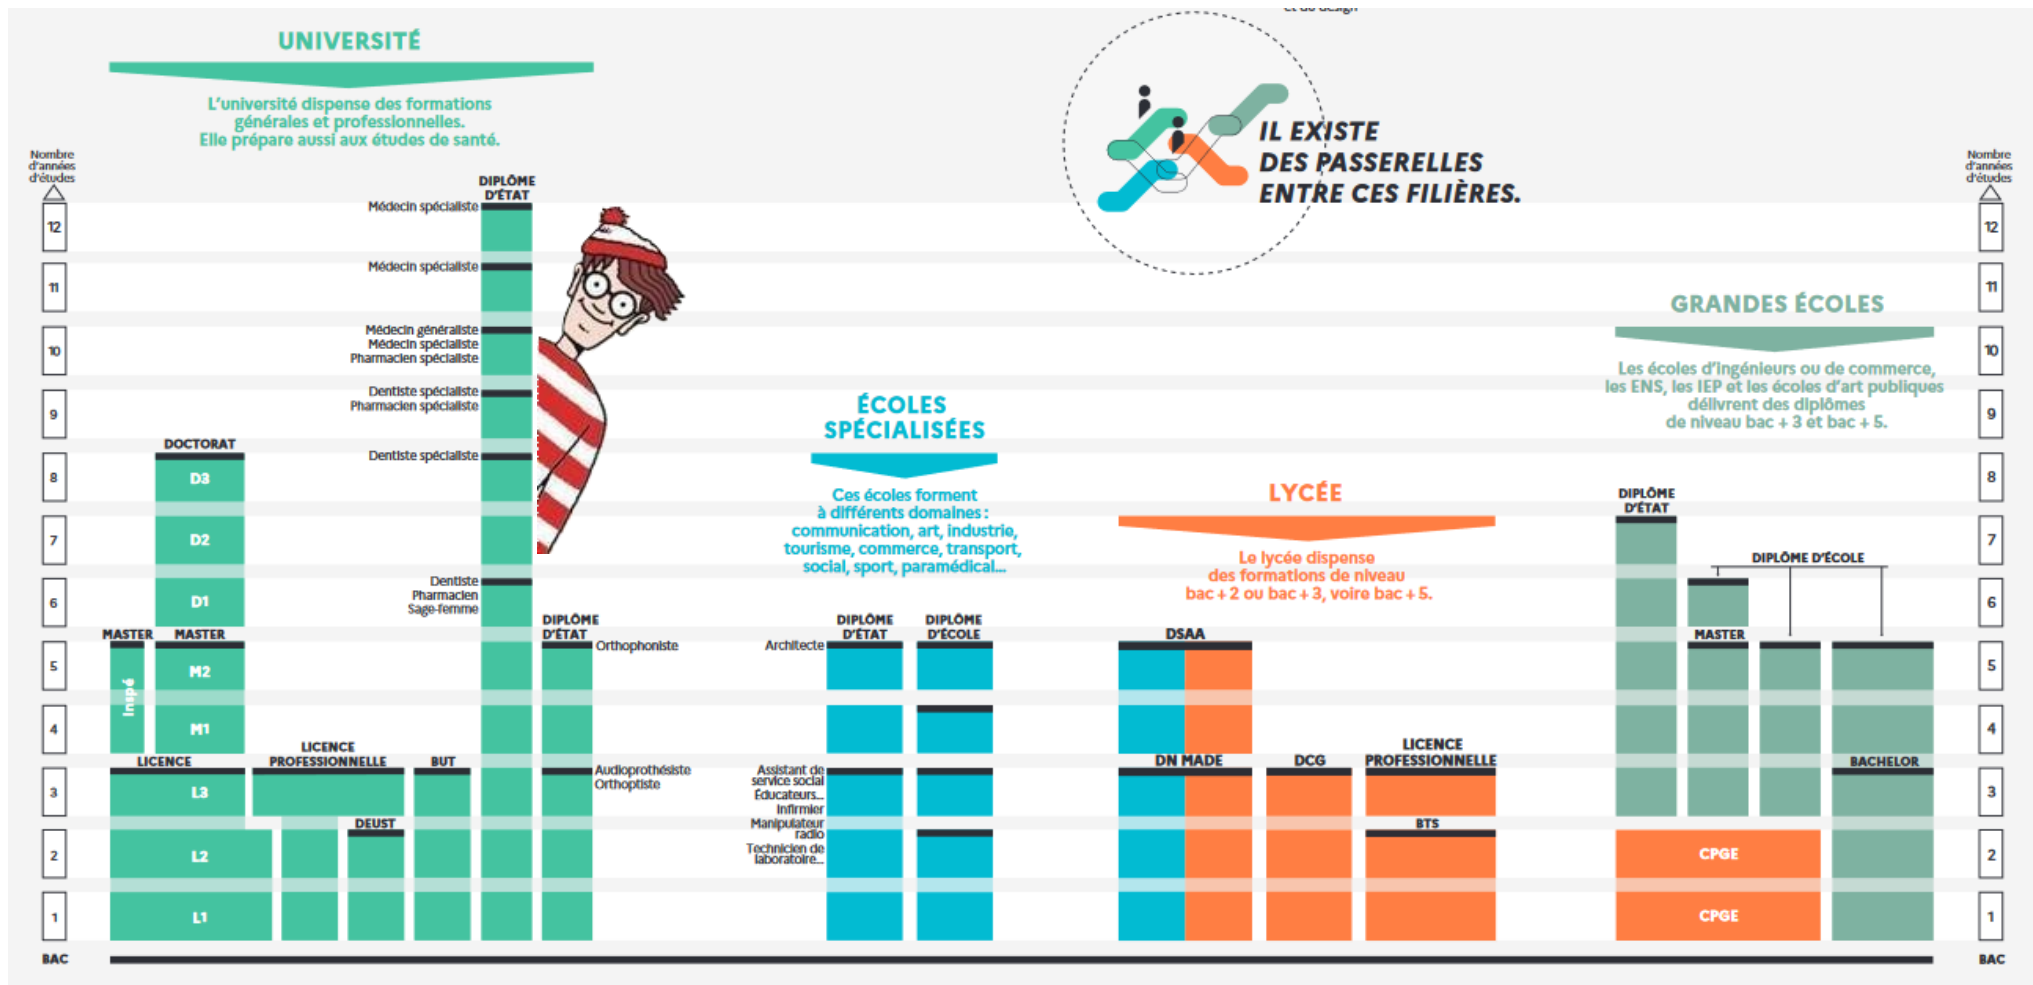 et du design
UNIVERSITÉ
L'université dispense des formations
générales et professionnelles.
Elle prépare aussi aux études de santé.
IL EXISTE
DES PASSERELLES
ENTRE CES FILIÈRES.
Nombre
d'années
d'études
12
11
10
9
8
7
6
5
4
3
2
1
BAC
DIPLÔME
D'ÉTAT
Médecin spécialiste
Médecin spécialiste
Médecin généraliste
Médecin spécialiste
Pharmacien spécialiste
Dentiste spécialiste
Pharmacien spécialiste
Dentiste spécialiste
Dentiste
Pharmacien
Sage-femme
DOCTORAT
D3
D2
D1
MASTER
Inspé
MASTER
M2
M1
LICENCE
L3
L2
L1
LICENCE
PROFESSIONNELLE
DEUST
BUT
DIPLÔME
D'ÉTAT
Orthophoniste
Audioprothésiste
Orthoptiste
ÉCOLES
SPÉCIALISÉES
Ces écoles forment
à différents domaines :
communication, art, industrie,
tourisme, commerce, transport,
social, sport, paramédical...
DIPLÔME
D'ÉTAT
DIPLÔME
D'ÉCOLE
Architecte
Assistant de
service social
Éducateurs...
Infirmier
Manipulateur
radio
Technicien de
laboratoire...
LYCÉE
Le lycée dispense
des formations de niveau
bac + 2 ou bac + 3, voire bac + 5.
DSAA
DN MADE
DCG
LICENCE
PROFESSIONNELLE
BTS
GRANDES ÉCOLES
Les écoles d'ingénieurs ou de commerce,
les ENS, les IEP et les écoles d'art publiques
délivrent des diplômes
de niveau bac + 3 et bac + 5.
DIPLÔME
D'ÉTAT
DIPLÔME D'ÉCOLE
MASTER
BACHELOR
CPGE
CPGE
Nombre
d'années
d'études
12
11
10
9
8
7
6
5
4
3
2
1
BAC